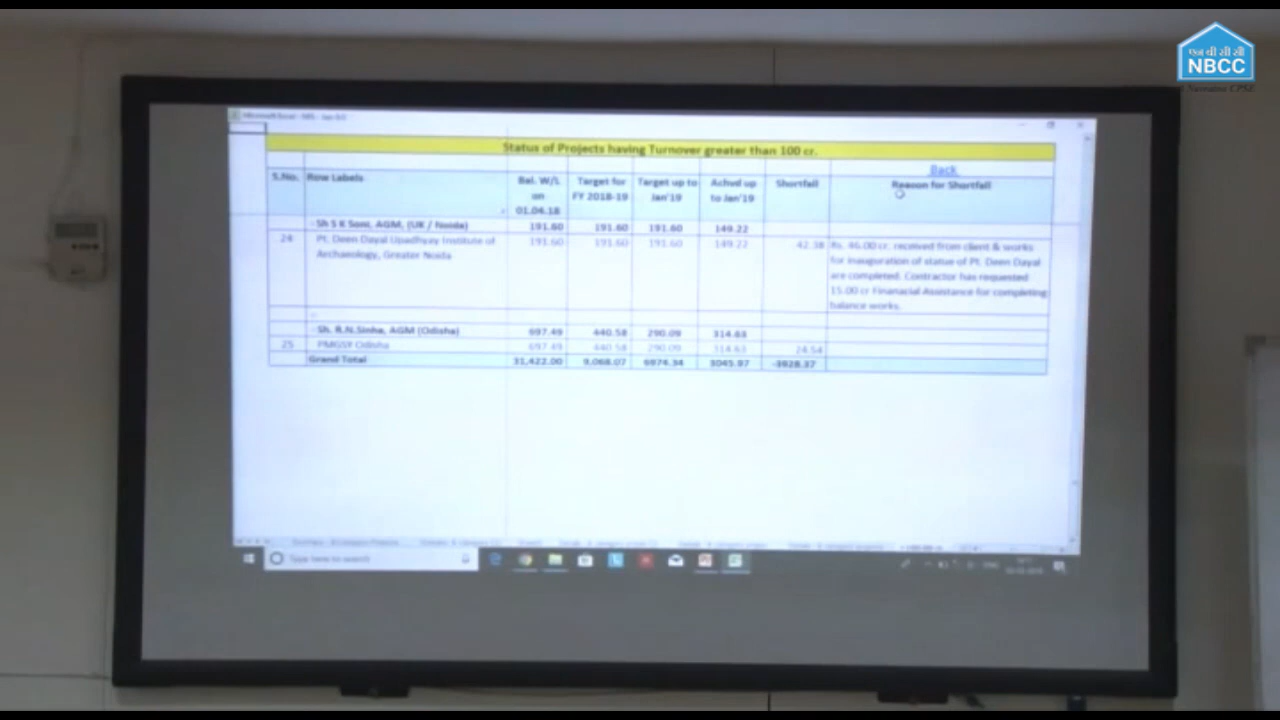 एन बी सी सी
NBCC
A Navratna CPSE
Status of Projects having Turnover greater than 100 cr.
Back
S.No. Row Labels Bal. W/L on 01.04.18 Target for FY 2018-19 Target up to Jan'19 Achvd up to Jan'19 Shortfall Reason for Shortfall
Sh S K Soni, AGM, (UK / Noida) 191.60 191.60 191.60 149.22
24 Pt. Deen Dayal Upadhyay Institute of 191.60 191.60 191.60 149.22 -42.38 Rs. 46.00 cr. received from client & works
Archaeology, Greater Noida for inauguration of statue of Pt. Deen Dayal
are completed. Contractor has requested
15.00 cr Finanacial Assistance for completing
balance works.
Sh. R.N.Sinha, AGM (Odisha) 697.49 440.58 290.09 314.63
25 PMGSY Odisha 697.49 440.58 290.09 314.63 24.54
Grand Total 31,422.00 9,068.07 6974.34 3045.97 -3928.37
Type here to search